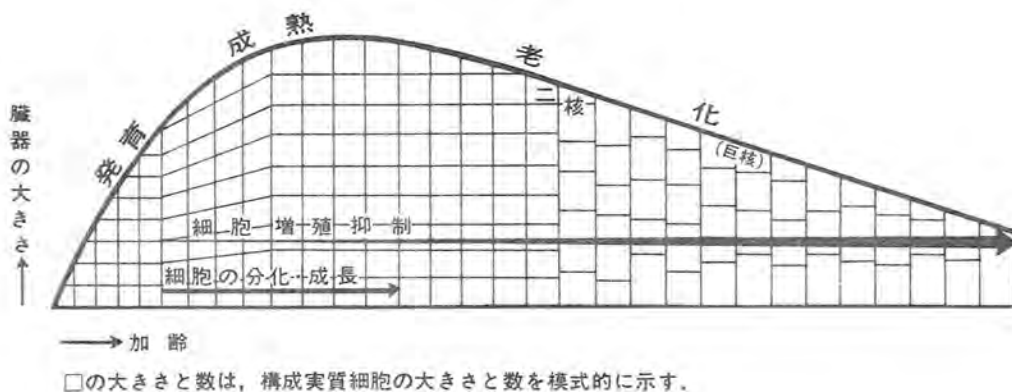 発育
成熟
老化
二核
(巨核)
臓器の大きさ
細胞増殖抑制
細胞の分化…成長
加齢
□の大きさと数は，構成実質細胞の大きさと数を模式的に示す．